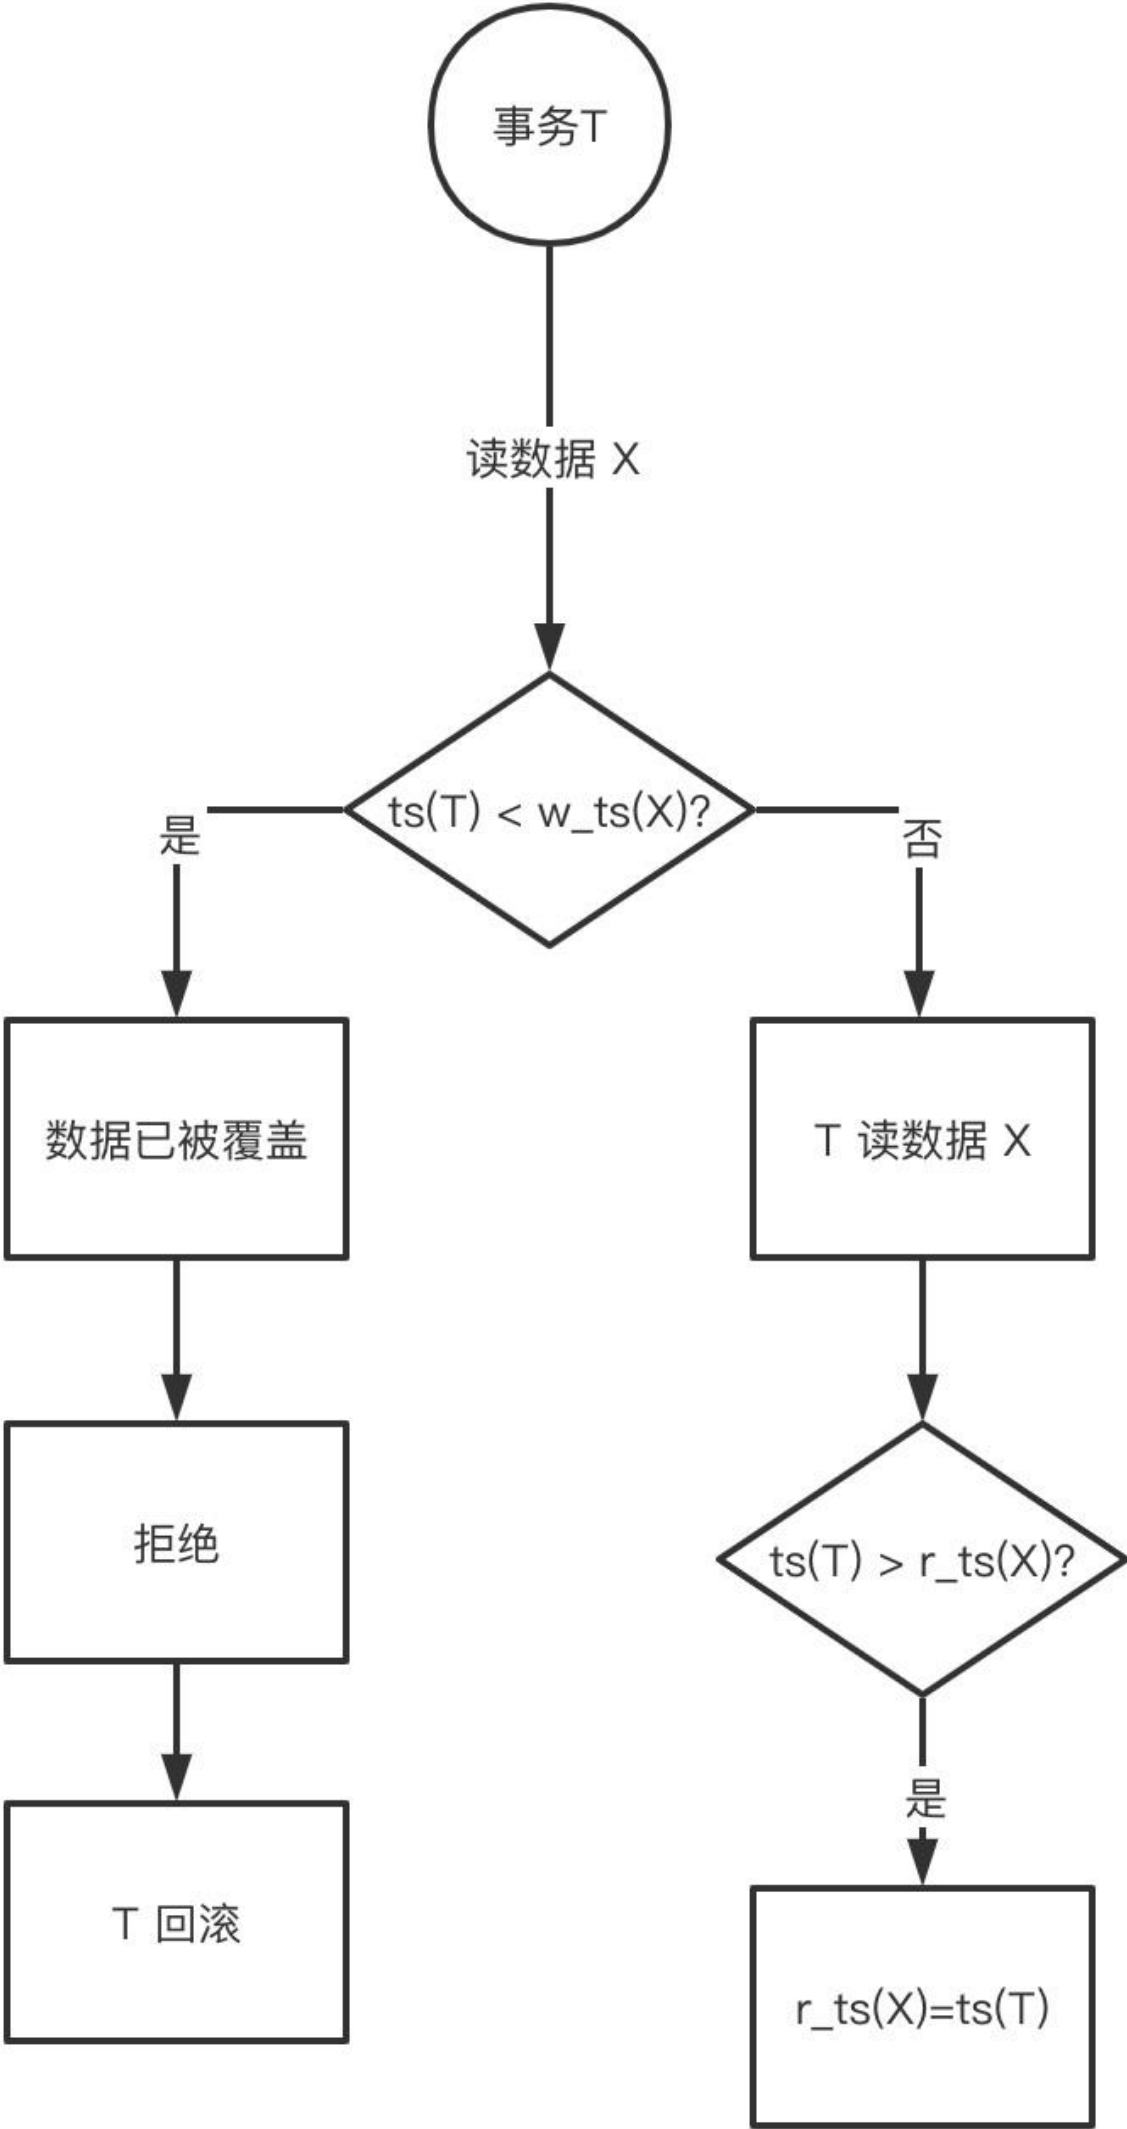 事务T
读数据 X
ts(T) < w_ts(X)?
是
否
数据已被覆盖
T 读数据 X
拒绝
ts(T) > r_ts(X)?
是
T 回滚
r_ts(X)=ts(T)